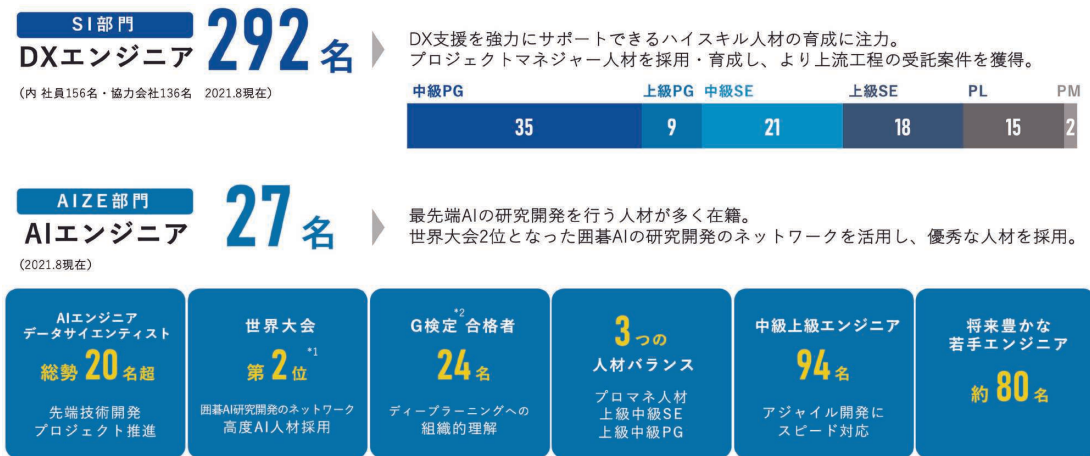 SI部門
DXエンジニア
292名
(内 社員156名・協力会社136名 2021.8現在)
DX支援を強力にサポートできるハイスキル人材の育成に注力。
プロジェクトマネジャー人材を採用・育成し、より上流工程の受託案件を獲得。
中級PG 上級PG 中級SE 上級SE PL PM
35 9 21 18 15 2
AIZE部門
AIエンジニア
27名
(2021.8現在)
最先端AIの研究開発を行う人材が多く在籍。
世界大会2位となった囲碁AIの研究開発のネットワークを活用し、優秀な人材を採用。
AIエンジニア
データサイエンティスト
総勢20名超
先端技術開発
プロジェクト推進
世界大会
第2位*1
囲碁AI研究開発のネットワーク
高度AI人材採用
G検定*2合格者
24名
ディープラーニングへの
組織的理解
3つの
人材バランス
プロマネ人材
上級中級SE
上級中級PG
中級上級エンジニア
94名
アジャイル開発に
スピード対応
将来豊かな
若手エンジニア
約80名